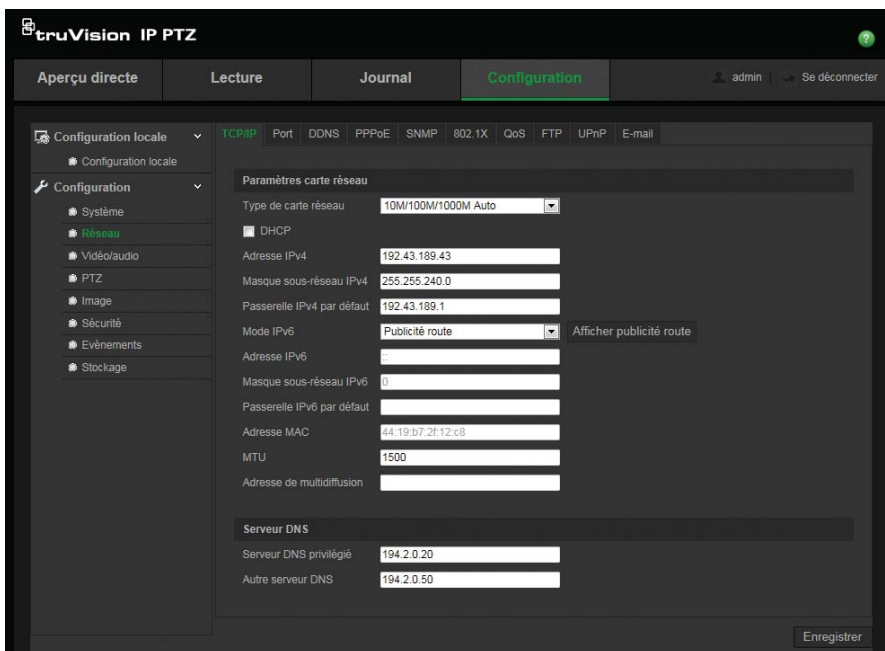 truVision IP PTZ
?
Aperçu directe Lecture Journal Configuration admin Se déconnecter
Configuration locale
Configuration locale
Configuration
Système
Réseau
Vidéo/audio
PTZ
Image
Sécurité
Evènements
Stockage
TCP/IP Port DDNS PPPoE SNMP 802.1X QoS FTP UPnP E-mail
Paramètres carte réseau
Type de carte réseau 10M/100M/1000M Auto
DHCP
Adresse IPv4 192.43.189.43
Masque sous-réseau IPv4 255.255.240.0
Passerelle IPv4 par défaut 192.43.189.1
Mode IPv6 Publicité route Afficher publicité route
Adresse IPv6 ::
Masque sous-réseau IPv6 0
Passerelle IPv6 par défaut
Adresse MAC 44:19:b7:2f:12:c8
MTU 1500
Adresse de multidiffusion
Serveur DNS
Serveur DNS privilégié 194.2.0.20
Autre serveur DNS 194.2.0.50
Enregistrer